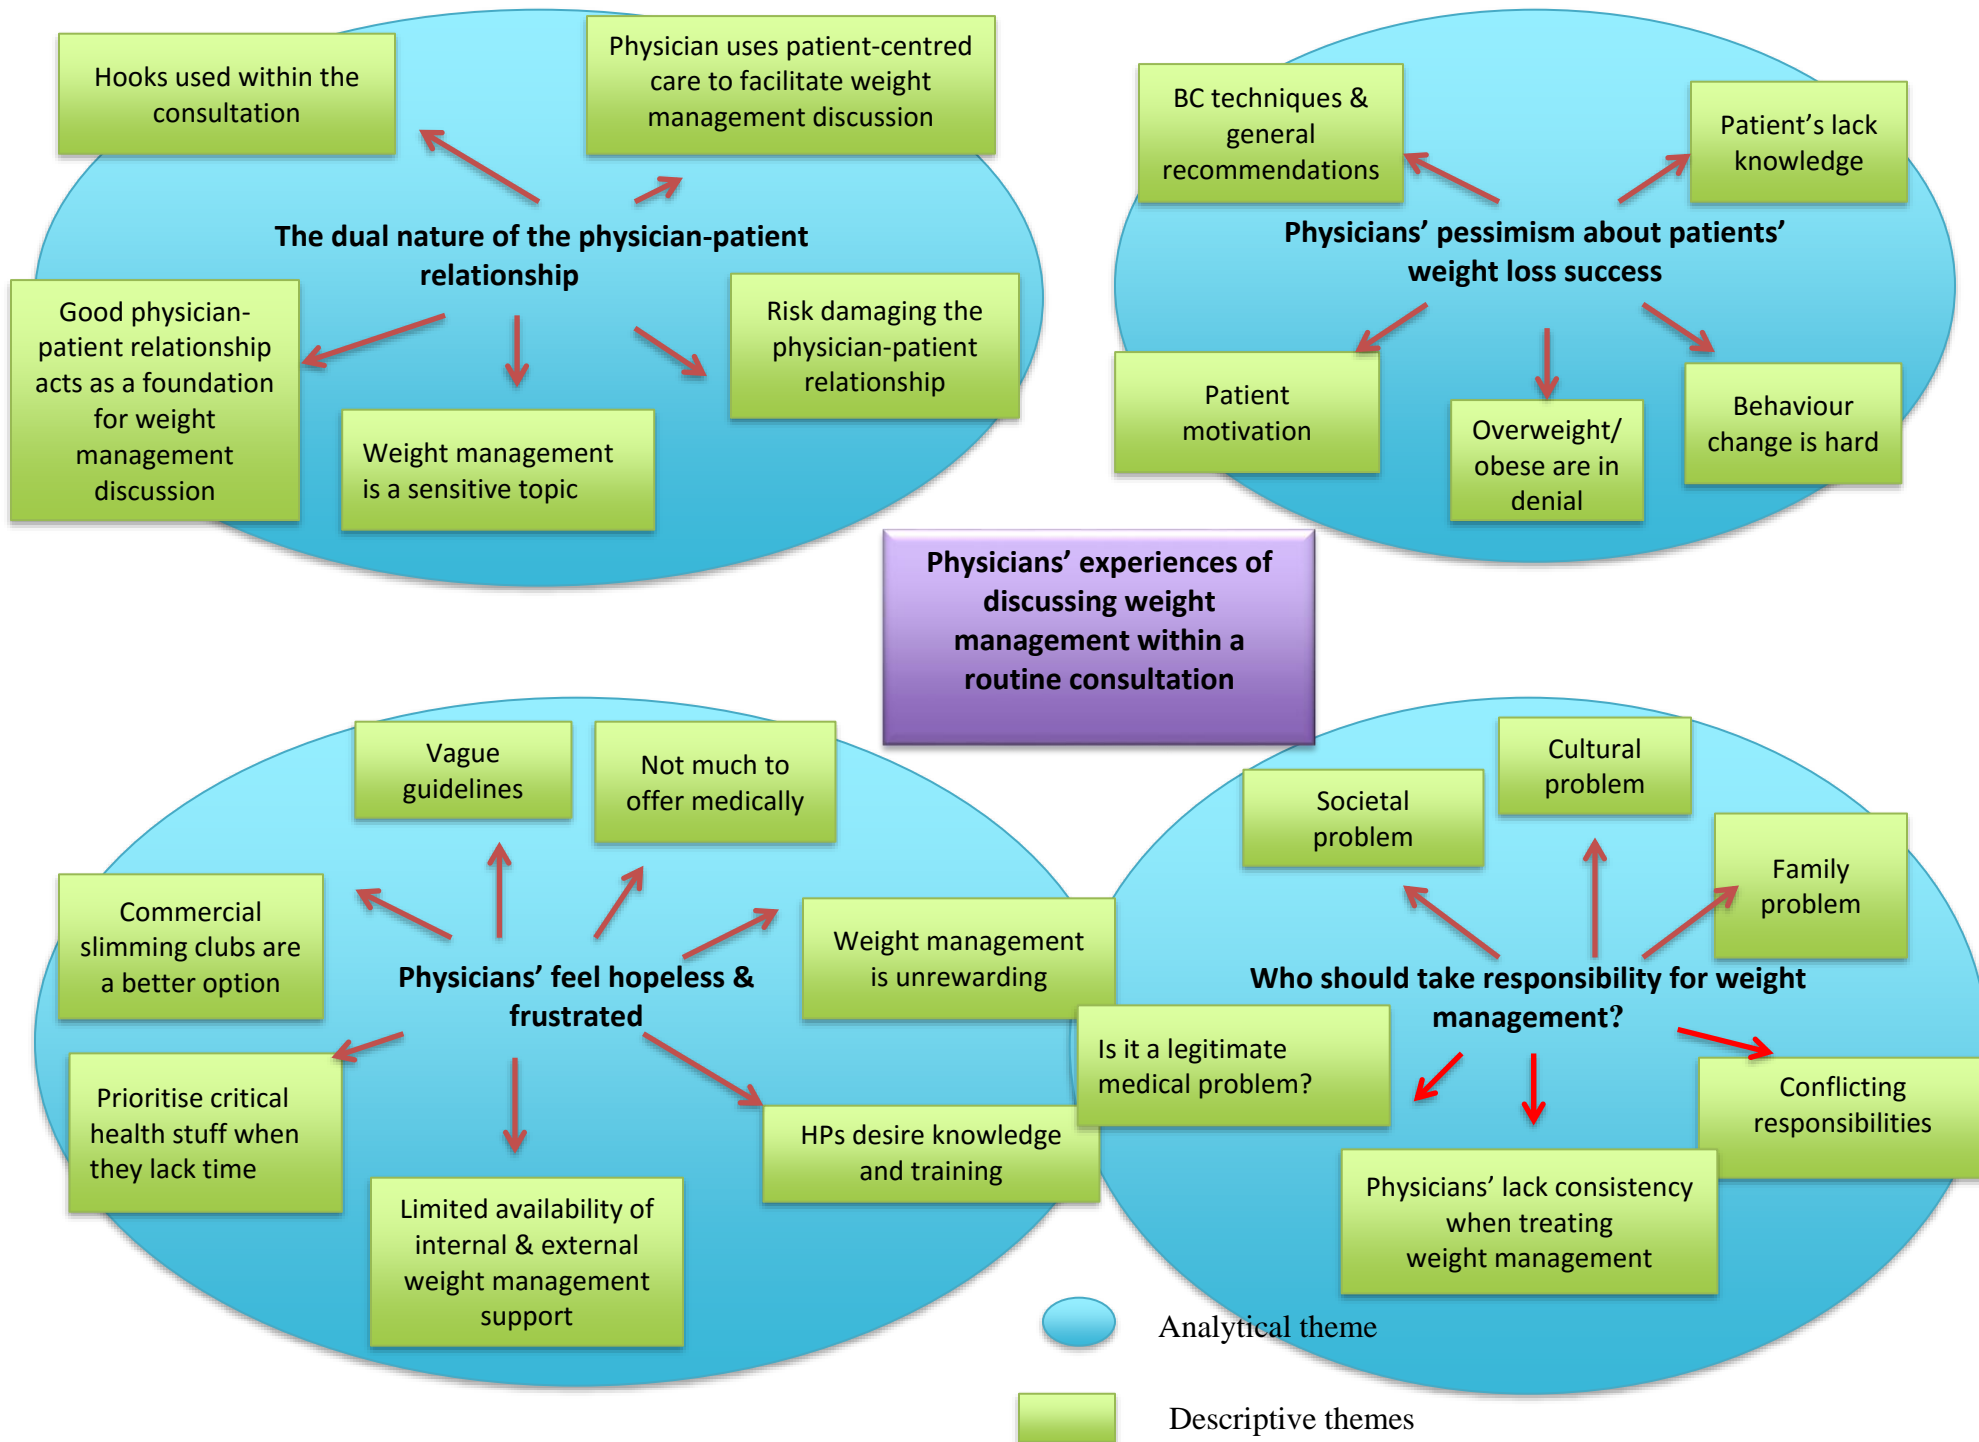 Hooks used within the
consultation
Physician uses patient-centred
care to facilitate weight
management discussion
The dual nature of the physician-patient
relationship
Good physician-
patient relationship
acts as a foundation
for weight
management
discussion
Weight management
is a sensitive topic
Risk damaging the
physician-patient
relationship
BC techniques &
general
recommendations
Patient’s lack
knowledge
Physicians’ pessimism about patients’
weight loss success
Patient
motivation
Overweight/
obese are in
denial
Behaviour
change is hard
Physicians’ experiences of
discussing weight
management within a
routine consultation
Vague
guidelines
Not much to
offer medically
Commercial
slimming clubs are
a better option
Weight management
is unrewarding
Physicians’ feel hopeless &
frustrated
Prioritise critical
health stuff when
they lack time
Limited availability of
internal & external
weight management
support
HPs desire knowledge
and training
Societal
problem
Cultural
problem
Family
problem
Who should take responsibility for weight
management?
Is it a legitimate
medical problem?
Physicians’ lack consistency
when treating
weight management
Conflicting
responsibilities
Analytical theme
Descriptive themes